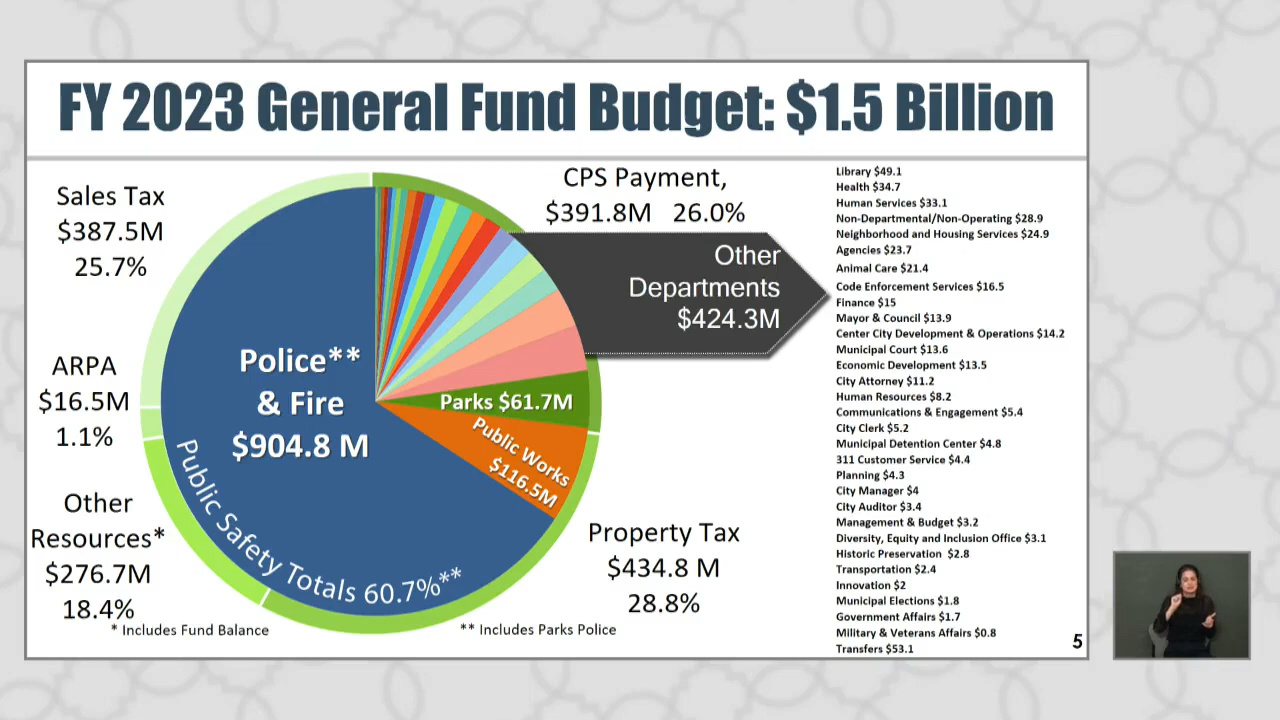 FY 2023 General Fund Budget: $1.5 Billion
Sales Tax
$387.5M
25.7%
ARPA
$16.5M
1.1%
Other
Resources*
$276.7M
18.4%
* Includes Fund Balance
Police**
& Fire
$904.8 M
Public Safety Totals 60.7%**
Parks $61.7M
Public Works
$116.5M
CPS Payment,
$391.8M 26.0%
Other
Departments
$424.3M
Property Tax
$434.8 M
28.8%
** Includes Parks Police
Library $49.1
Health $34.7
Human Services $33.1
Non-Departmental/Non-Operating $28.9
Neighborhood and Housing Services $24.9
Agencies $23.7
Animal Care $21.4
Code Enforcement Services $16.5
Finance $15
Mayor & Council $13.9
Center City Development & Operations $14.2
Municipal Court $13.6
Economic Development $13.5
City Attorney $11.2
Human Resources $8.2
Communications & Engagement $5.4
City Clerk $5.2
Municipal Detention Center $4.8
311 Customer Service $4.4
Planning $4.3
City Manager $4
City Auditor $3.4
Management & Budget $3.2
Diversity, Equity and Inclusion Office $3.1
Historic Preservation $2.8
Transportation $2.4
Innovation $2
Municipal Elections $1.8
Government Affairs $1.7
Military & Veterans Affairs $0.8
Transfers $53.1
5